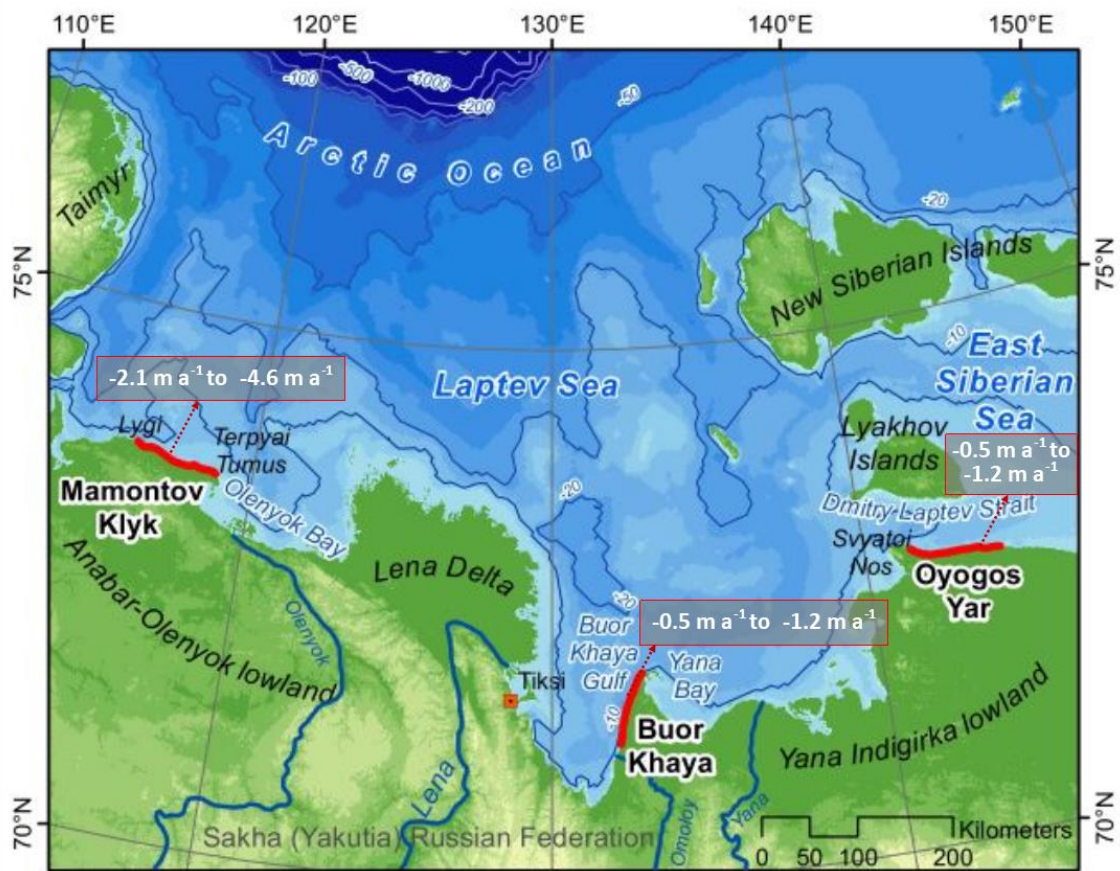 110°E
120°E
130°E
140°E
150°E
-100
-500
-1000
-200
-50
Arctic Ocean
Taimyr
-20
75°N
75°N
New Siberian Islands
-10
East
Siberian
Sea
-2.1 m a⁻¹ to -4.6 m a⁻¹
Laptev Sea
Lygi
Terpyai
Tumus
Lyakhov
Islands
-0.5 m a⁻¹ to
-1.2 m a⁻¹
Mamontov
Klyk
Olenyok Bay
-20
Dmitry-Laptev Strait
Svyatoi
Nos
Oyogos
Yar
Anabar-Olenyok lowland
Lena Delta
Olenyok
-20
-0.5 m a⁻¹ to -1.2 m a⁻¹
Buor
Khaya
Gulf
Yana
Bay
Tiksi
-10
Buor
Khaya
Yana Indigirka lowland
Lena
Omoloy
Yana
70°N
70°N
Sakha (Yakutia) Russian Federation
Kilometers
0 50 100 200